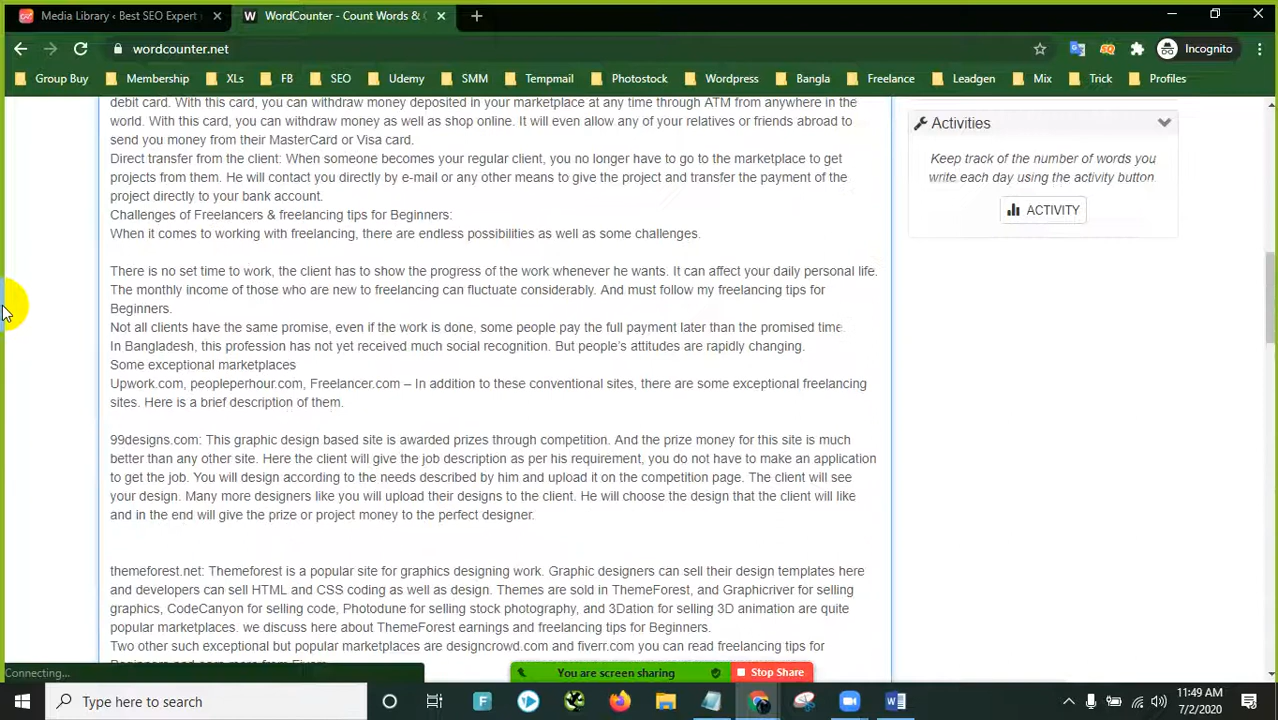 Media Library ‹ Best SEO Expert
WordCounter - Count Words &
wordcounter.net
Incognito
Group Buy
Membership
XLs
FB
SEO
Udemy
SMM
Tempmail
Photostock
Wordpress
Bangla
Freelance
Leadgen
Mix
Trick
Profiles
debit card. With this card, you can withdraw money deposited in your marketplace at any time through ATM from anywhere in the
world. With this card, you can withdraw money as well as shop online. It will even allow any of your relatives or friends abroad to
send you money from their MasterCard or Visa card.
Direct transfer from the client: When someone becomes your regular client, you no longer have to go to the marketplace to get
projects from them. He will contact you directly by e-mail or any other means to give the project and transfer the payment of the
project directly to your bank account.
Challenges of Freelancers & freelancing tips for Beginners:
When it comes to working with freelancing, there are endless possibilities as well as some challenges.
There is no set time to work, the client has to show the progress of the work whenever he wants. It can affect your daily personal life.
The monthly income of those who are new to freelancing can fluctuate considerably. And must follow my freelancing tips for
Beginners.
Not all clients have the same promise, even if the work is done, some people pay the full payment later than the promised time.
In Bangladesh, this profession has not yet received much social recognition. But people's attitudes are rapidly changing.
Some exceptional marketplaces
Upwork.com, peopleperhour.com, Freelancer.com – In addition to these conventional sites, there are some exceptional freelancing
sites. Here is a brief description of them.
99designs.com: This graphic design based site is awarded prizes through competition. And the prize money for this site is much
better than any other site. Here the client will give the job description as per his requirement, you do not have to make an application
to get the job. You will design according to the needs described by him and upload it on the competition page. The client will see
your design. Many more designers like you will upload their designs to the client. He will choose the design that the client will like
and in the end will give the prize or project money to the perfect designer.
themeforest.net: Themeforest is a popular site for graphics designing work. Graphic designers can sell their design templates here
and developers can sell HTML and CSS coding as well as design. Themes are sold in ThemeForest, and Graphicriver for selling
graphics, CodeCanyon for selling code, Photodune for selling stock photography, and 3Dation for selling 3D animation are quite
popular marketplaces. we discuss here about ThemeForest earnings and freelancing tips for Beginners.
Two other such exceptional but popular marketplaces are designcrowd.com and fiverr.com you can read freelancing tips for
Beginners and earn more from Fiverr
Activities
Keep track of the number of words you
write each day using the activity button.
ACTIVITY
Connecting...
You are screen sharing
Stop Share
Type here to search
11:49 AM
7/2/2020